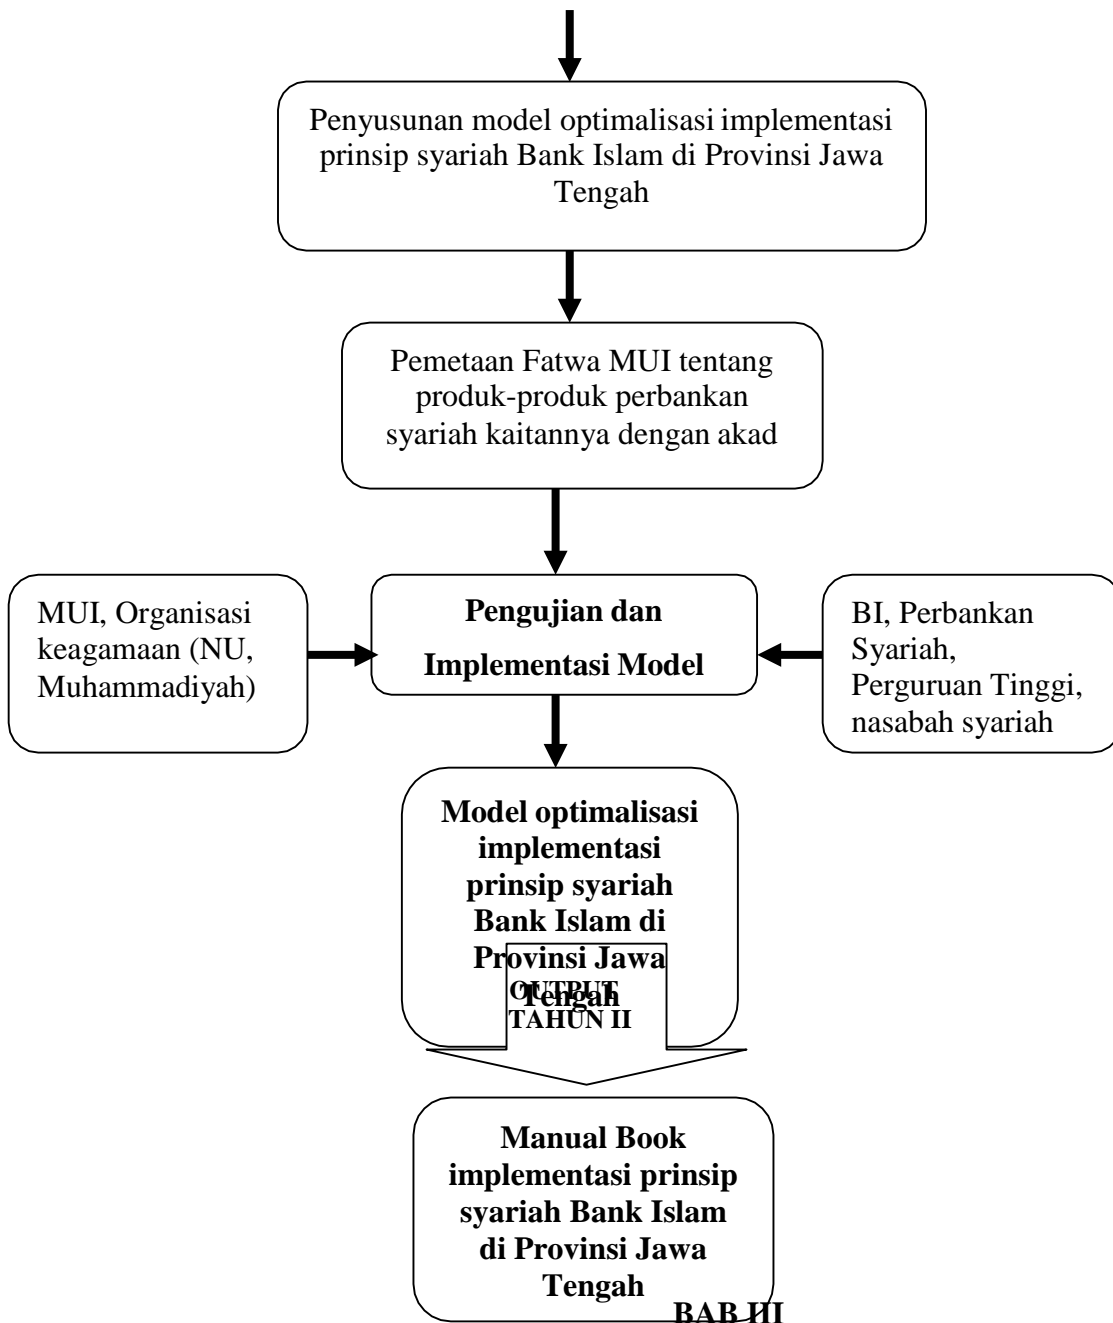 Penyusunan model optimalisasi implementasi
prinsip syariah Bank Islam di Provinsi Jawa
Tengah
Pemetaan Fatwa MUI tentang
produk-produk perbankan
syariah kaitannya dengan akad
MUI, Organisasi
keagamaan (NU,
Muhammadiyah)
Pengujian dan
Implementasi Model
BI, Perbankan
Syariah,
Perguruan Tinggi,
nasabah syariah
Model optimalisasi
implementasi
prinsip syariah
Bank Islam di
Provinsi Jawa
Tengah
OUTPUT
TAHUN II
Manual Book
implementasi prinsip
syariah Bank Islam
di Provinsi Jawa
Tengah
BAB III